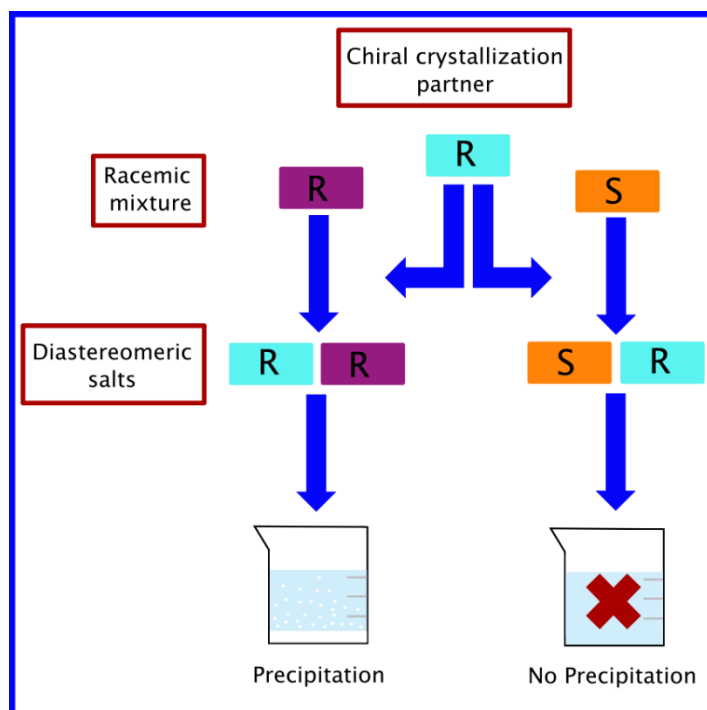 Chiral crystallization
partner
R
Racemic
mixture
R
S
Diastereomeric
salts
R
R
S
R
Precipitation
No Precipitation